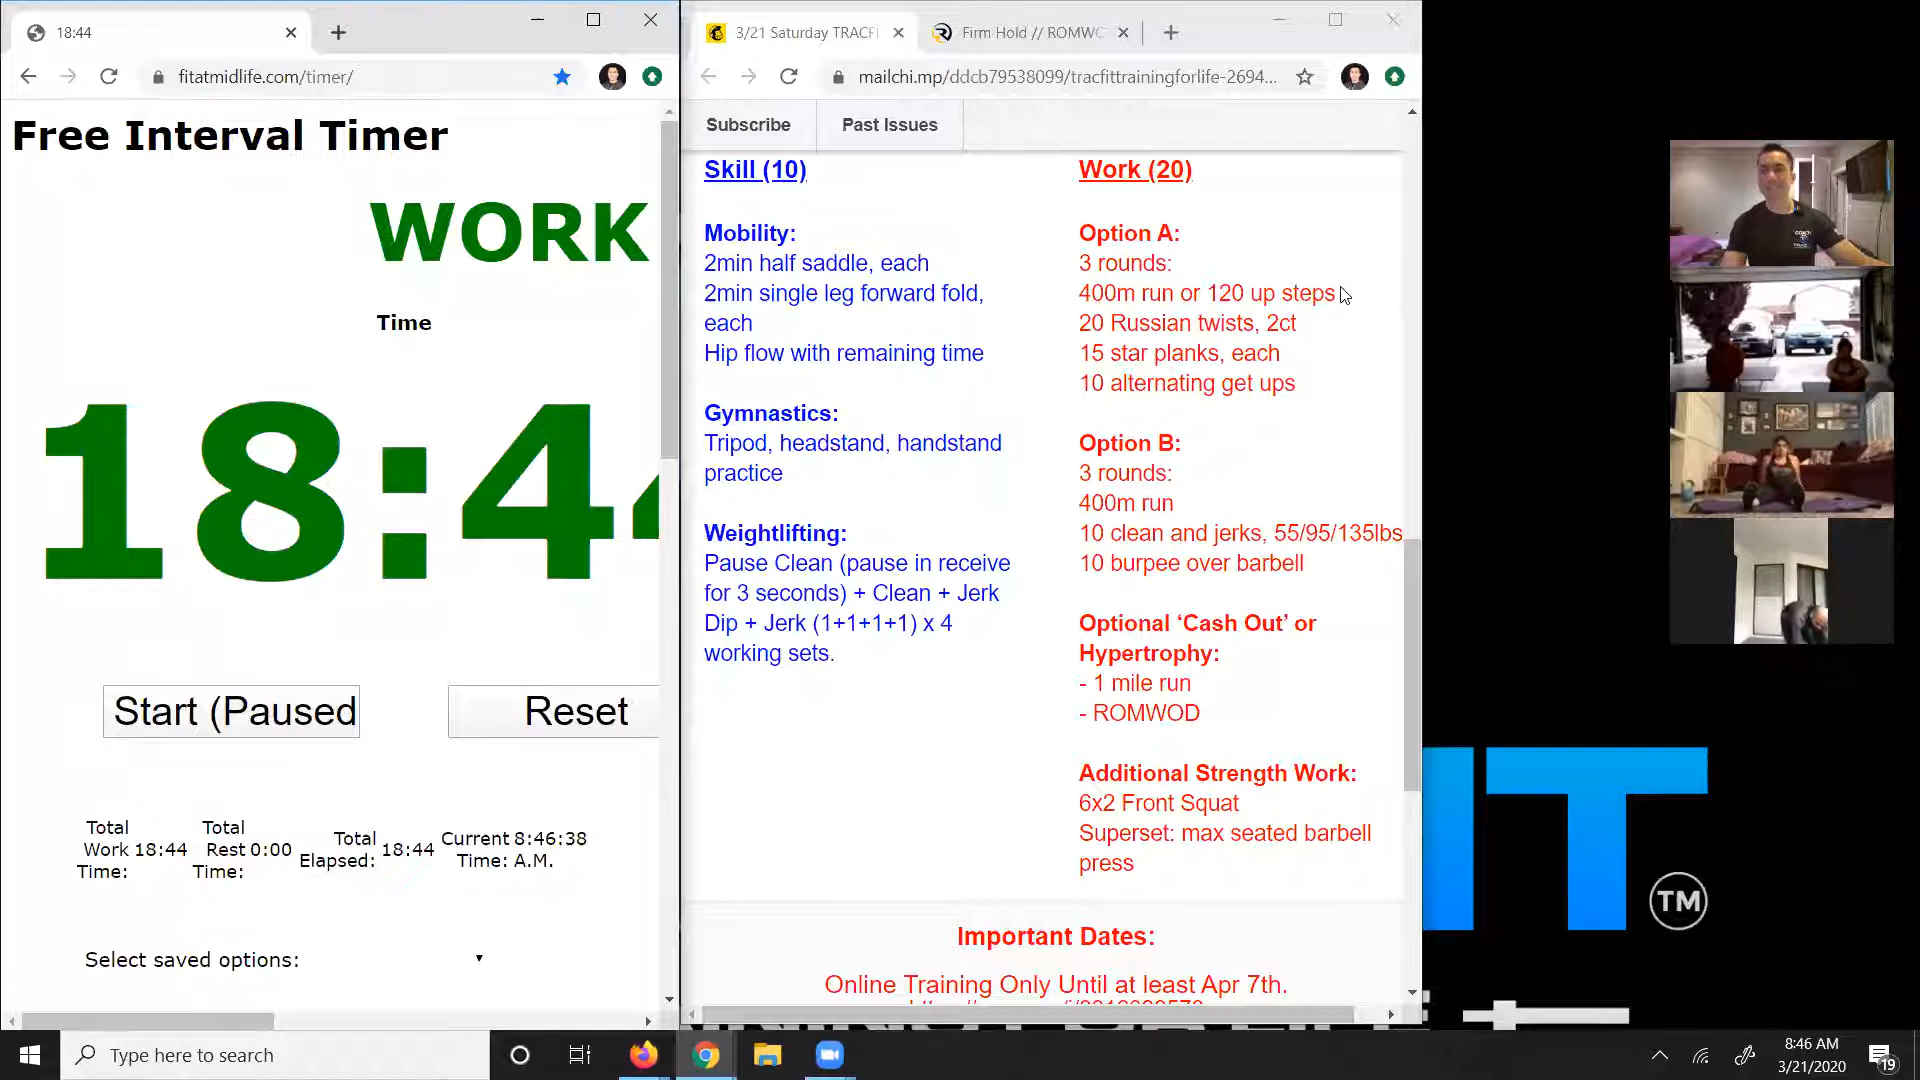 18:44
fitatmidlife.com/timer/
Free Interval Timer
WORK
Time
18:44
Start (Paused
Reset
Total Work Time: 18:44
Total Rest Time: 0:00
Total Elapsed: 18:44
Current Time: 8:46:38 A.M.
Select saved options:
3/21 Saturday TRACFI
Firm Hold // ROMWO
mailchi.mp/ddcb79538099/tracfittrainingforlife-2694...
Subscribe
Past Issues
Skill (10)
Mobility:
2min half saddle, each
2min single leg forward fold,
each
Hip flow with remaining time
Gymnastics:
Tripod, headstand, handstand
practice
Weightlifting:
Pause Clean (pause in receive
for 3 seconds) + Clean + Jerk
Dip + Jerk (1+1+1+1) x 4
working sets.
Work (20)
Option A:
3 rounds:
400m run or 120 up steps
20 Russian twists, 2ct
15 star planks, each
10 alternating get ups
Option B:
3 rounds:
400m run
10 clean and jerks, 55/95/135lbs
10 burpee over barbell
Optional ‘Cash Out’ or
Hypertrophy:
- 1 mile run
- ROMWOD
Additional Strength Work:
6x2 Front Squat
Superset: max seated barbell
press
Important Dates:
Online Training Only Until at least Apr 7th.
IT
TM
Type here to search
8:46 AM
3/21/2020
19